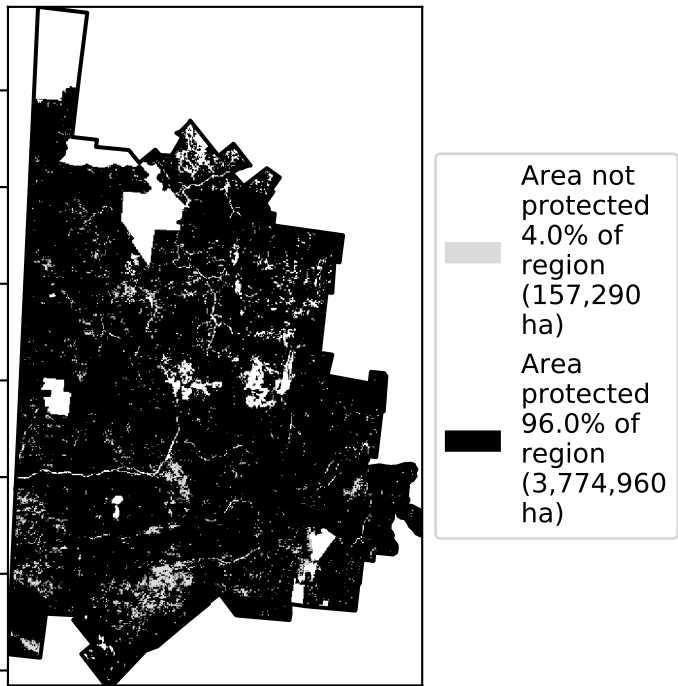 Area not
protected
4.0% of
region
(157,290
ha)
Area
protected
96.0% of
region
(3,774,960
ha)